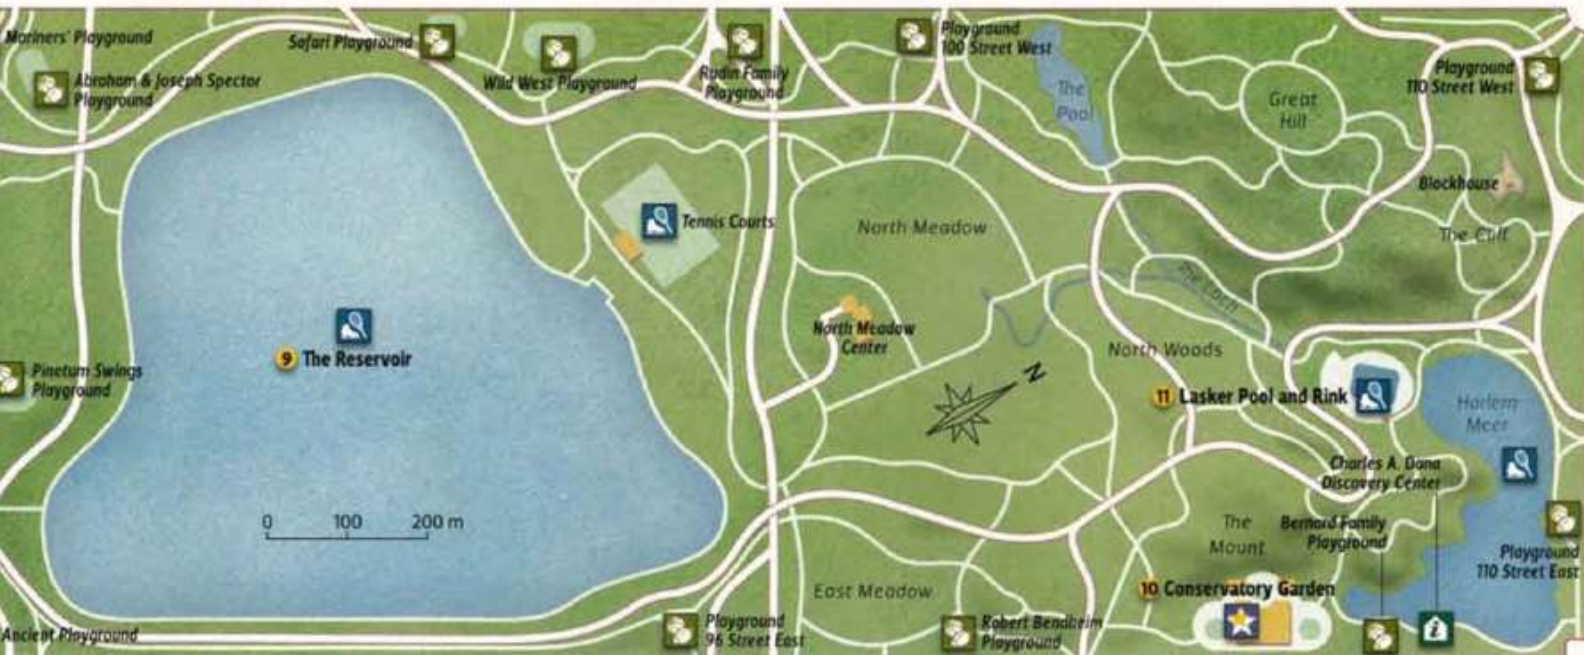 Mariners' Playground
Abraham & Joseph Spector
Playground
Safari Playground
Wild West Playground
Rudin Family
Playground
Playground
100 Street West
The
Pool
Great
Hill
Playground
110 Street West
Blockhouse
The Cliff
Tennis Courts
North Meadow
The Loch
9 The Reservoir
North Meadow
Center
North Woods
N
Pinetum Swings
Playground
11 Lasker Pool and Rink
Harlem
Meer
Charles A. Dana
Discovery Center
0 100 200 m
The
Mount
Bernard Family
Playground
Playground
110 Street East
East Meadow
10 Conservatory Garden
Ancient Playground
Playground
96 Street East
Robert Bendheim
Playground
i